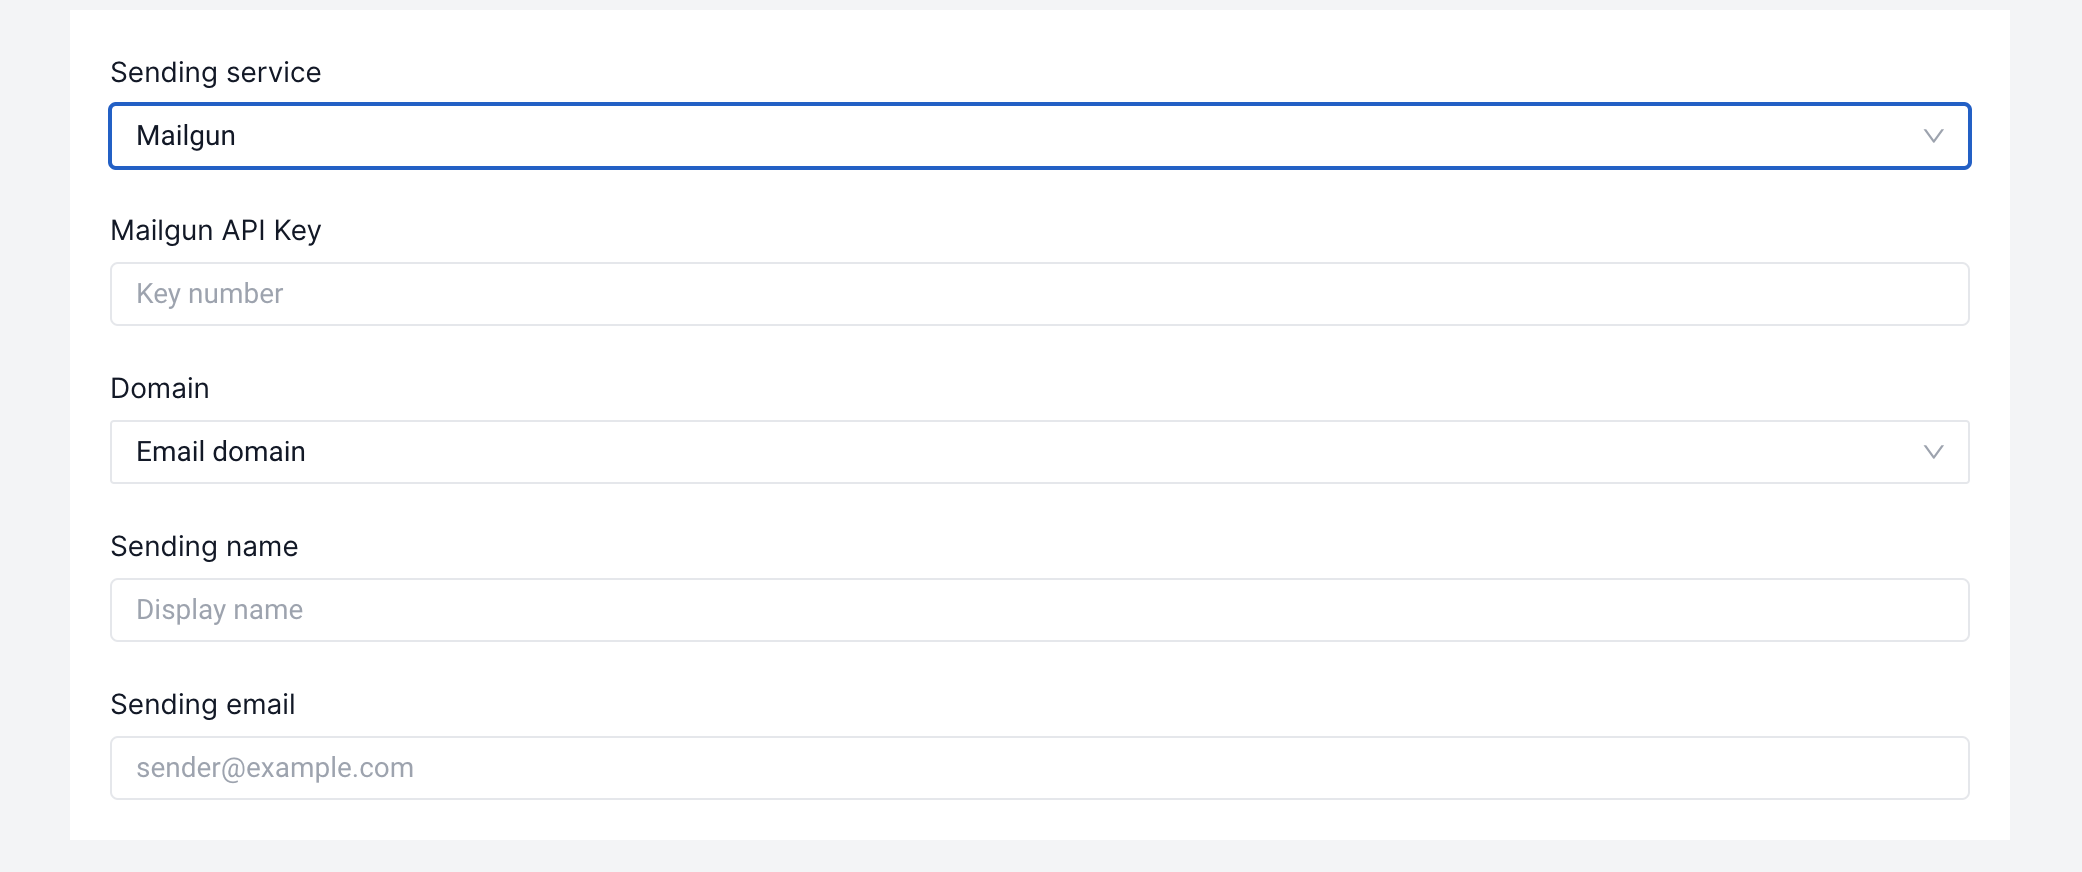 Sending service
Mailgun
Mailgun API Key
Key number
Domain
Email domain
Sending name
Display name
Sending email
sender@example.com